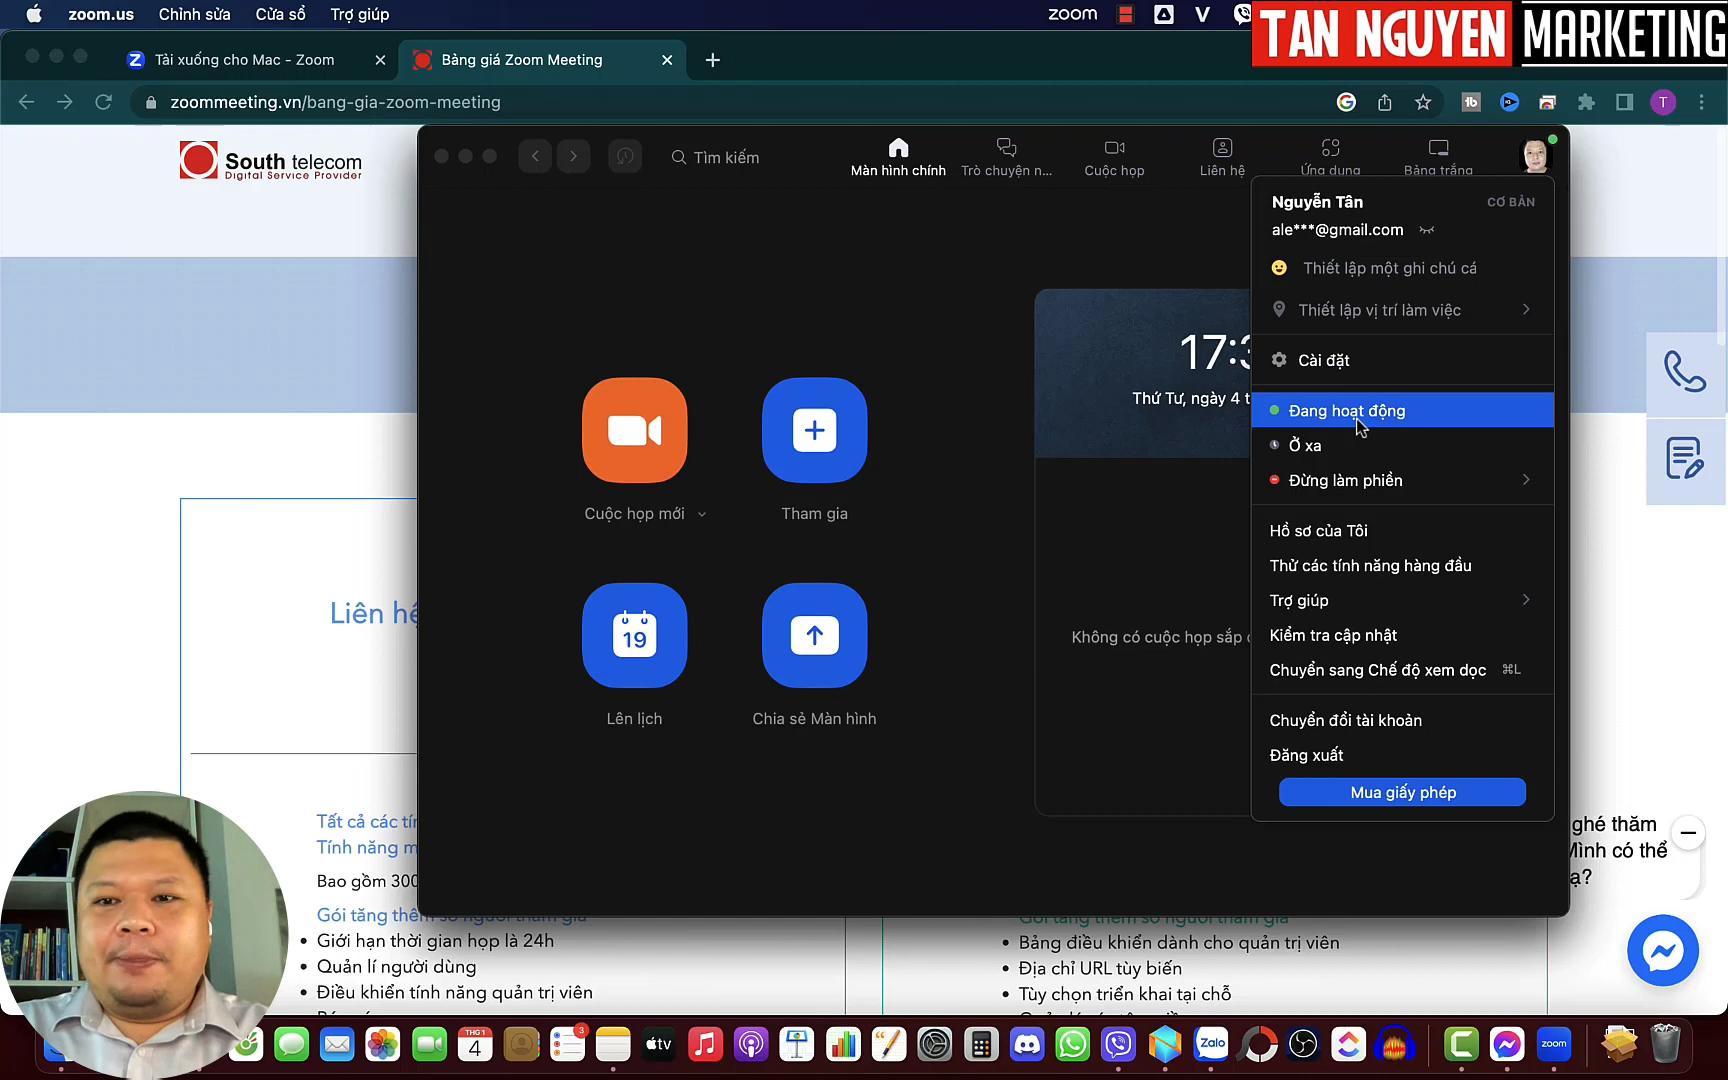 zoom.us Chỉnh sửa Cửa sổ Trợ giúp
zoom
TAN NGUYEN MARKETING
Tải xuống cho Mac - Zoom
Bảng giá Zoom Meeting
zoommeeting.vn/bang-gia-zoom-meeting
T
South telecom
Digital Service Provider
Tìm kiếm
Màn hình chính
Trò chuyện n...
Cuộc họp
Liên hệ
Ứng dụng
Bảng trắng
Nguyễn Tân
CƠ BẢN
ale***@gmail.com
Thiết lập một ghi chú cá
Thiết lập vị trí làm việc
Cài đặt
Đang hoạt động
Ở xa
Đừng làm phiền
Hồ sơ của Tôi
Thử các tính năng hàng đầu
Trợ giúp
Kiểm tra cập nhật
Chuyển sang Chế độ xem dọc ⌘L
Chuyển đổi tài khoản
Đăng xuất
Mua giấy phép
17:3
Thứ Tư, ngày 4 t
Không có cuộc họp sắp
Cuộc họp mới
Tham gia
19
Lên lịch
Chia sẻ Màn hình
Liên hệ
Tất cả các tí
Tính năng m
Bao gồm 300
Gói tăng thêm số người tham gia
• Giới hạn thời gian họp là 24h
• Quản lí người dùng
• Điều khiển tính năng quản trị viên
Gói tăng thêm số người tham gia
• Bảng điều khiển dành cho quản trị viên
• Địa chỉ URL tùy biến
• Tùy chọn triển khai tại chỗ
ghé thăm
Mình có thể
ạ?
THG 1
4
3
tv
Zalo
zoom